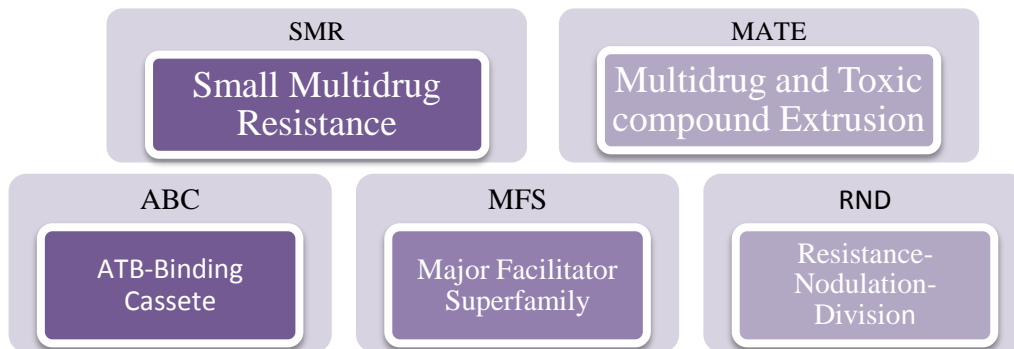 SMR
Small Multidrug
Resistance
MATE
Multidrug and Toxic
compound Extrusion
ABC
ATB-Binding
Cassete
MFS
Major Facilitator
Superfamily
RND
Resistance-
Nodulation-
Division